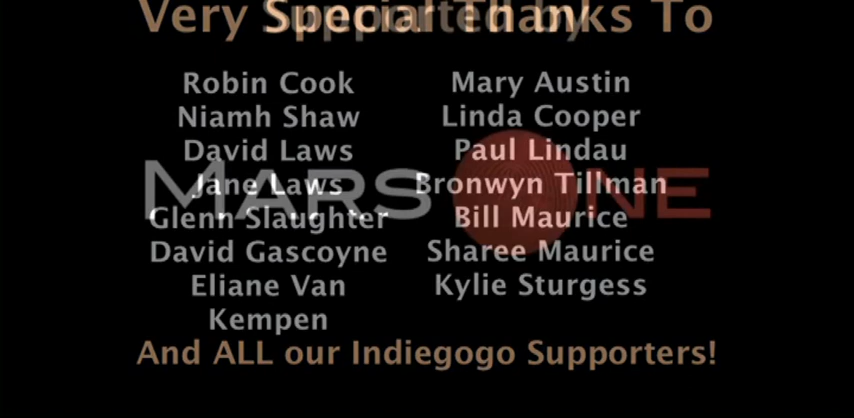 Very Special Thanks To
Supported by
Robin Cook
Mary Austin
Niamh Shaw
Linda Cooper
David Laws
Paul Lindau
Jane Laws
Bronwyn Tillman
MARS ONE
Glenn Slaughter
Bill Maurice
David Gascoyne
Sharee Maurice
Eliane Van
Kylie Sturgess
Kempen
And ALL our Indiegogo Supporters!